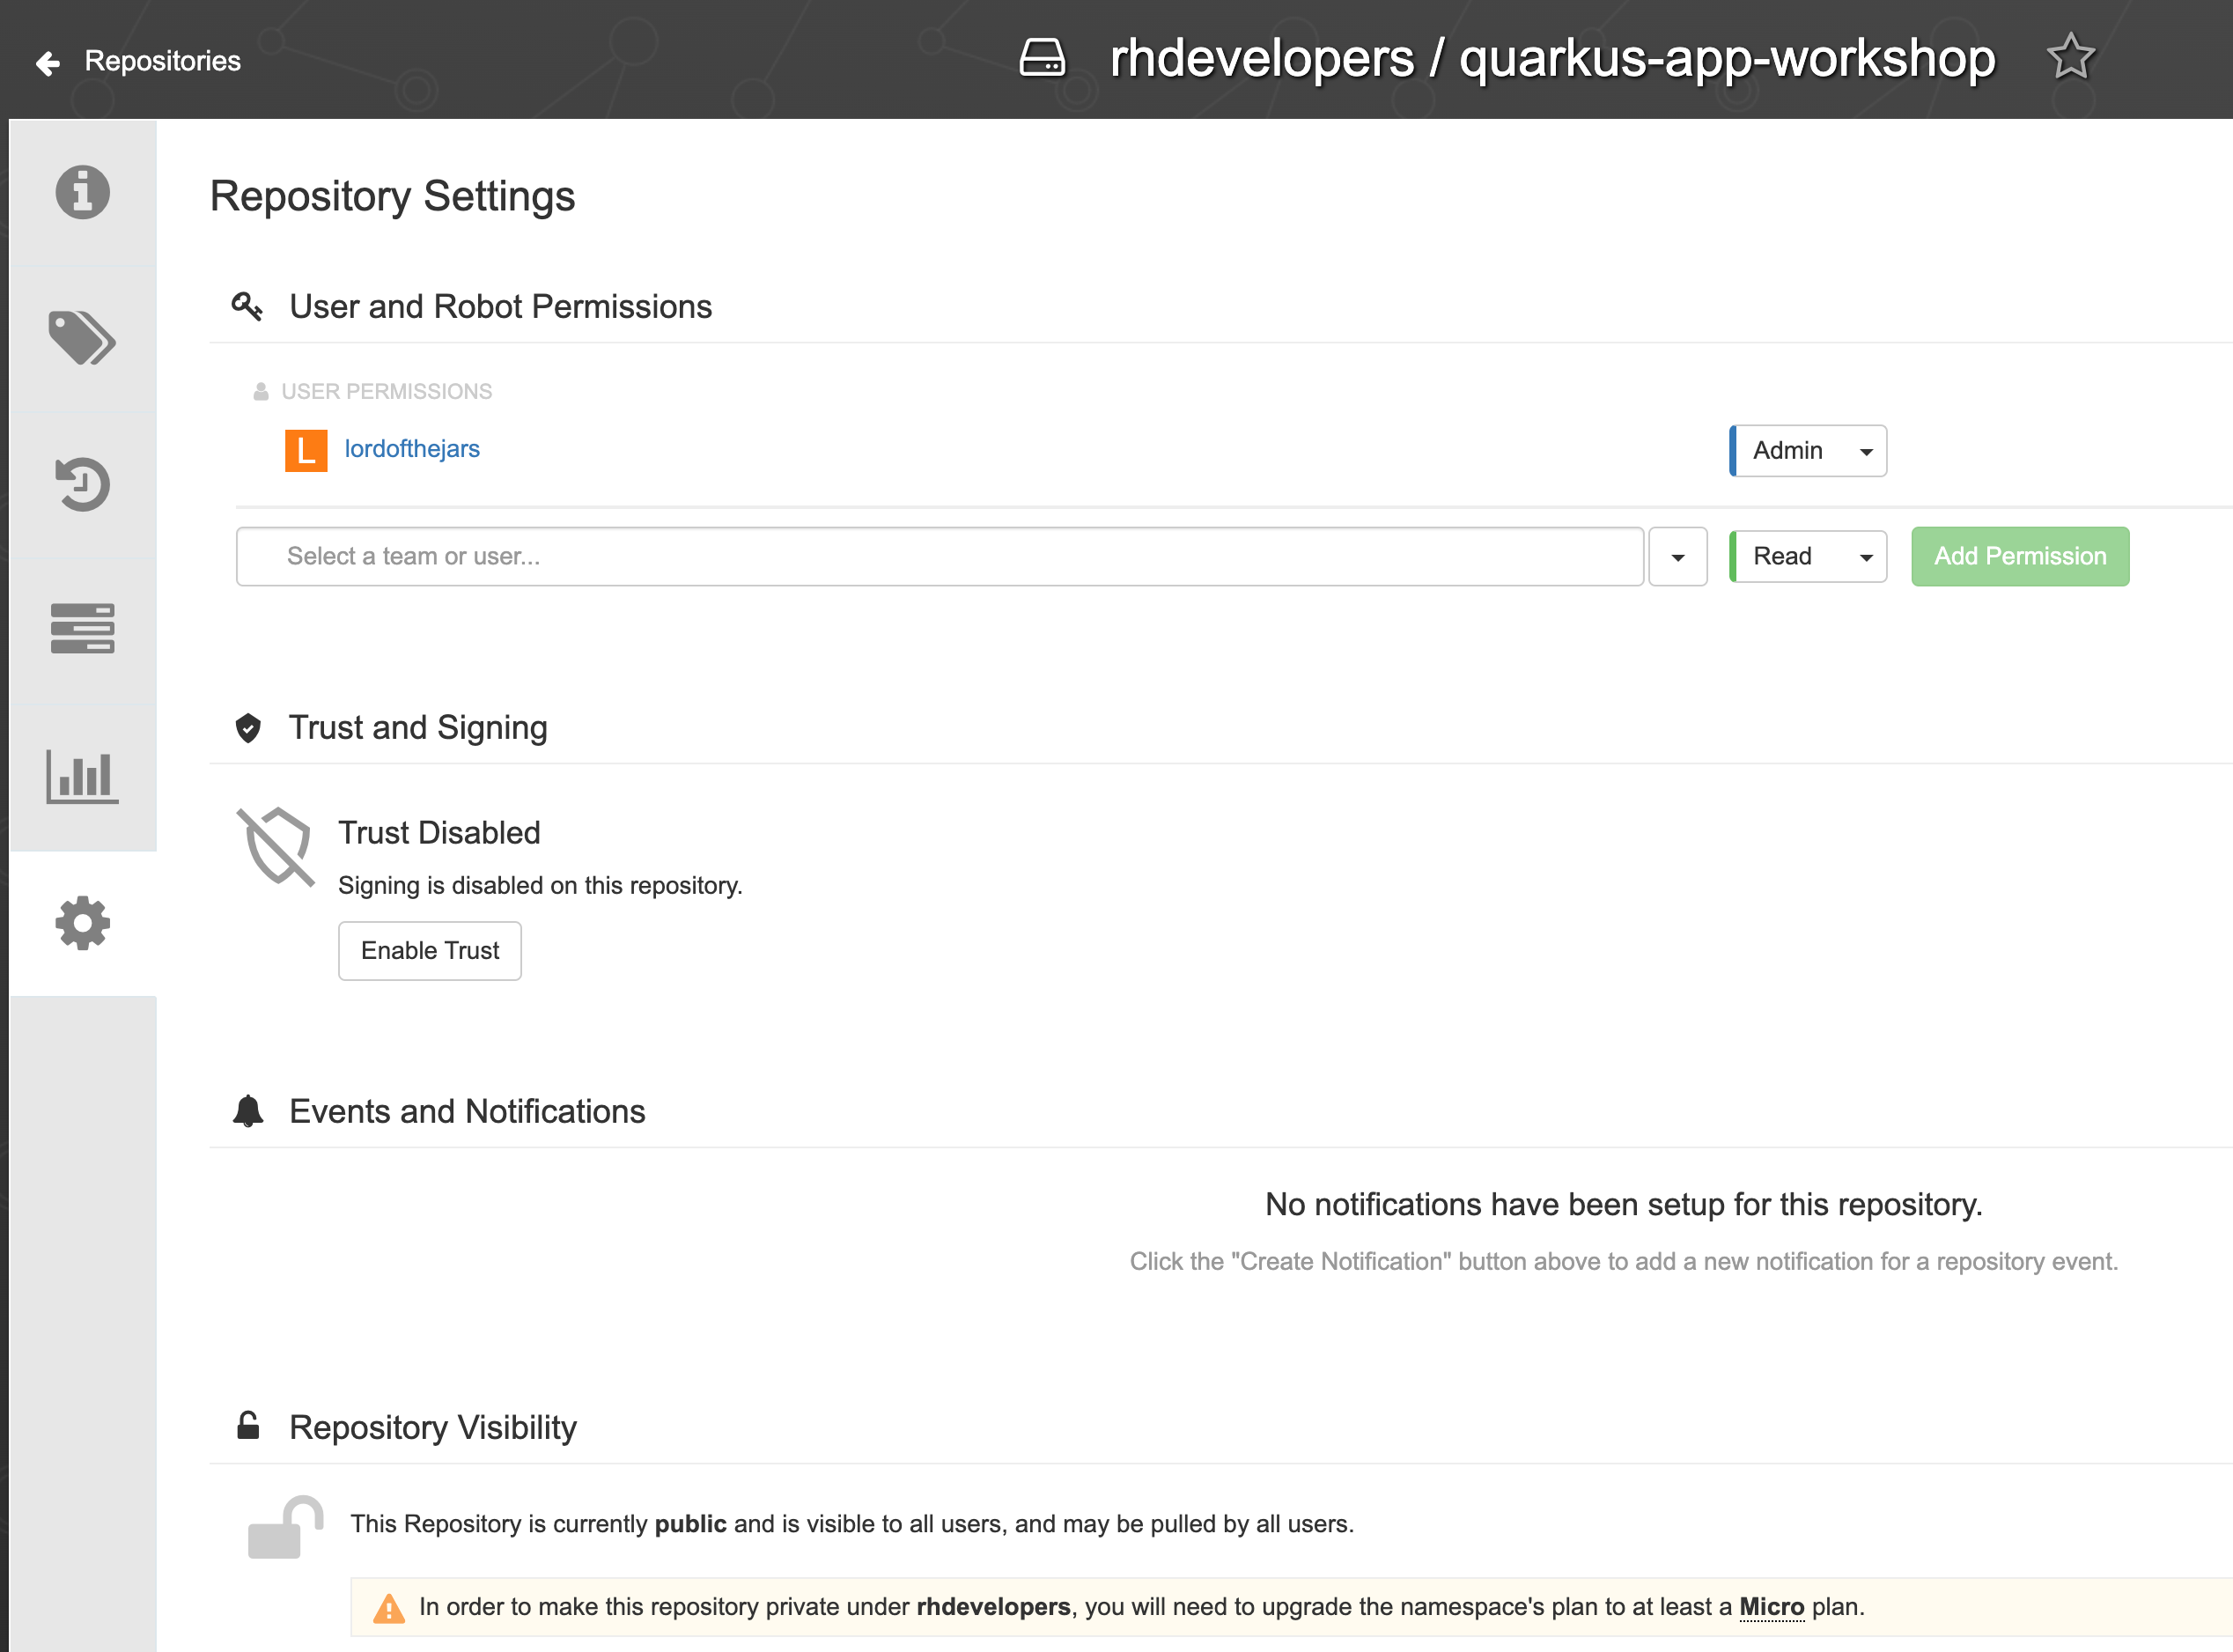 Repositories
rhdevelopers / quarkus-app-workshop
Repository Settings
User and Robot Permissions
USER PERMISSIONS
L lordofthejars Admin
Select a team or user... Read Add Permission
Trust and Signing
Trust Disabled
Signing is disabled on this repository.
Enable Trust
Events and Notifications
No notifications have been setup for this repository.
Click the "Create Notification" button above to add a new notification for a repository event.
Repository Visibility
This Repository is currently public and is visible to all users, and may be pulled by all users.
In order to make this repository private under rhdevelopers, you will need to upgrade the namespace's plan to at least a Micro plan.